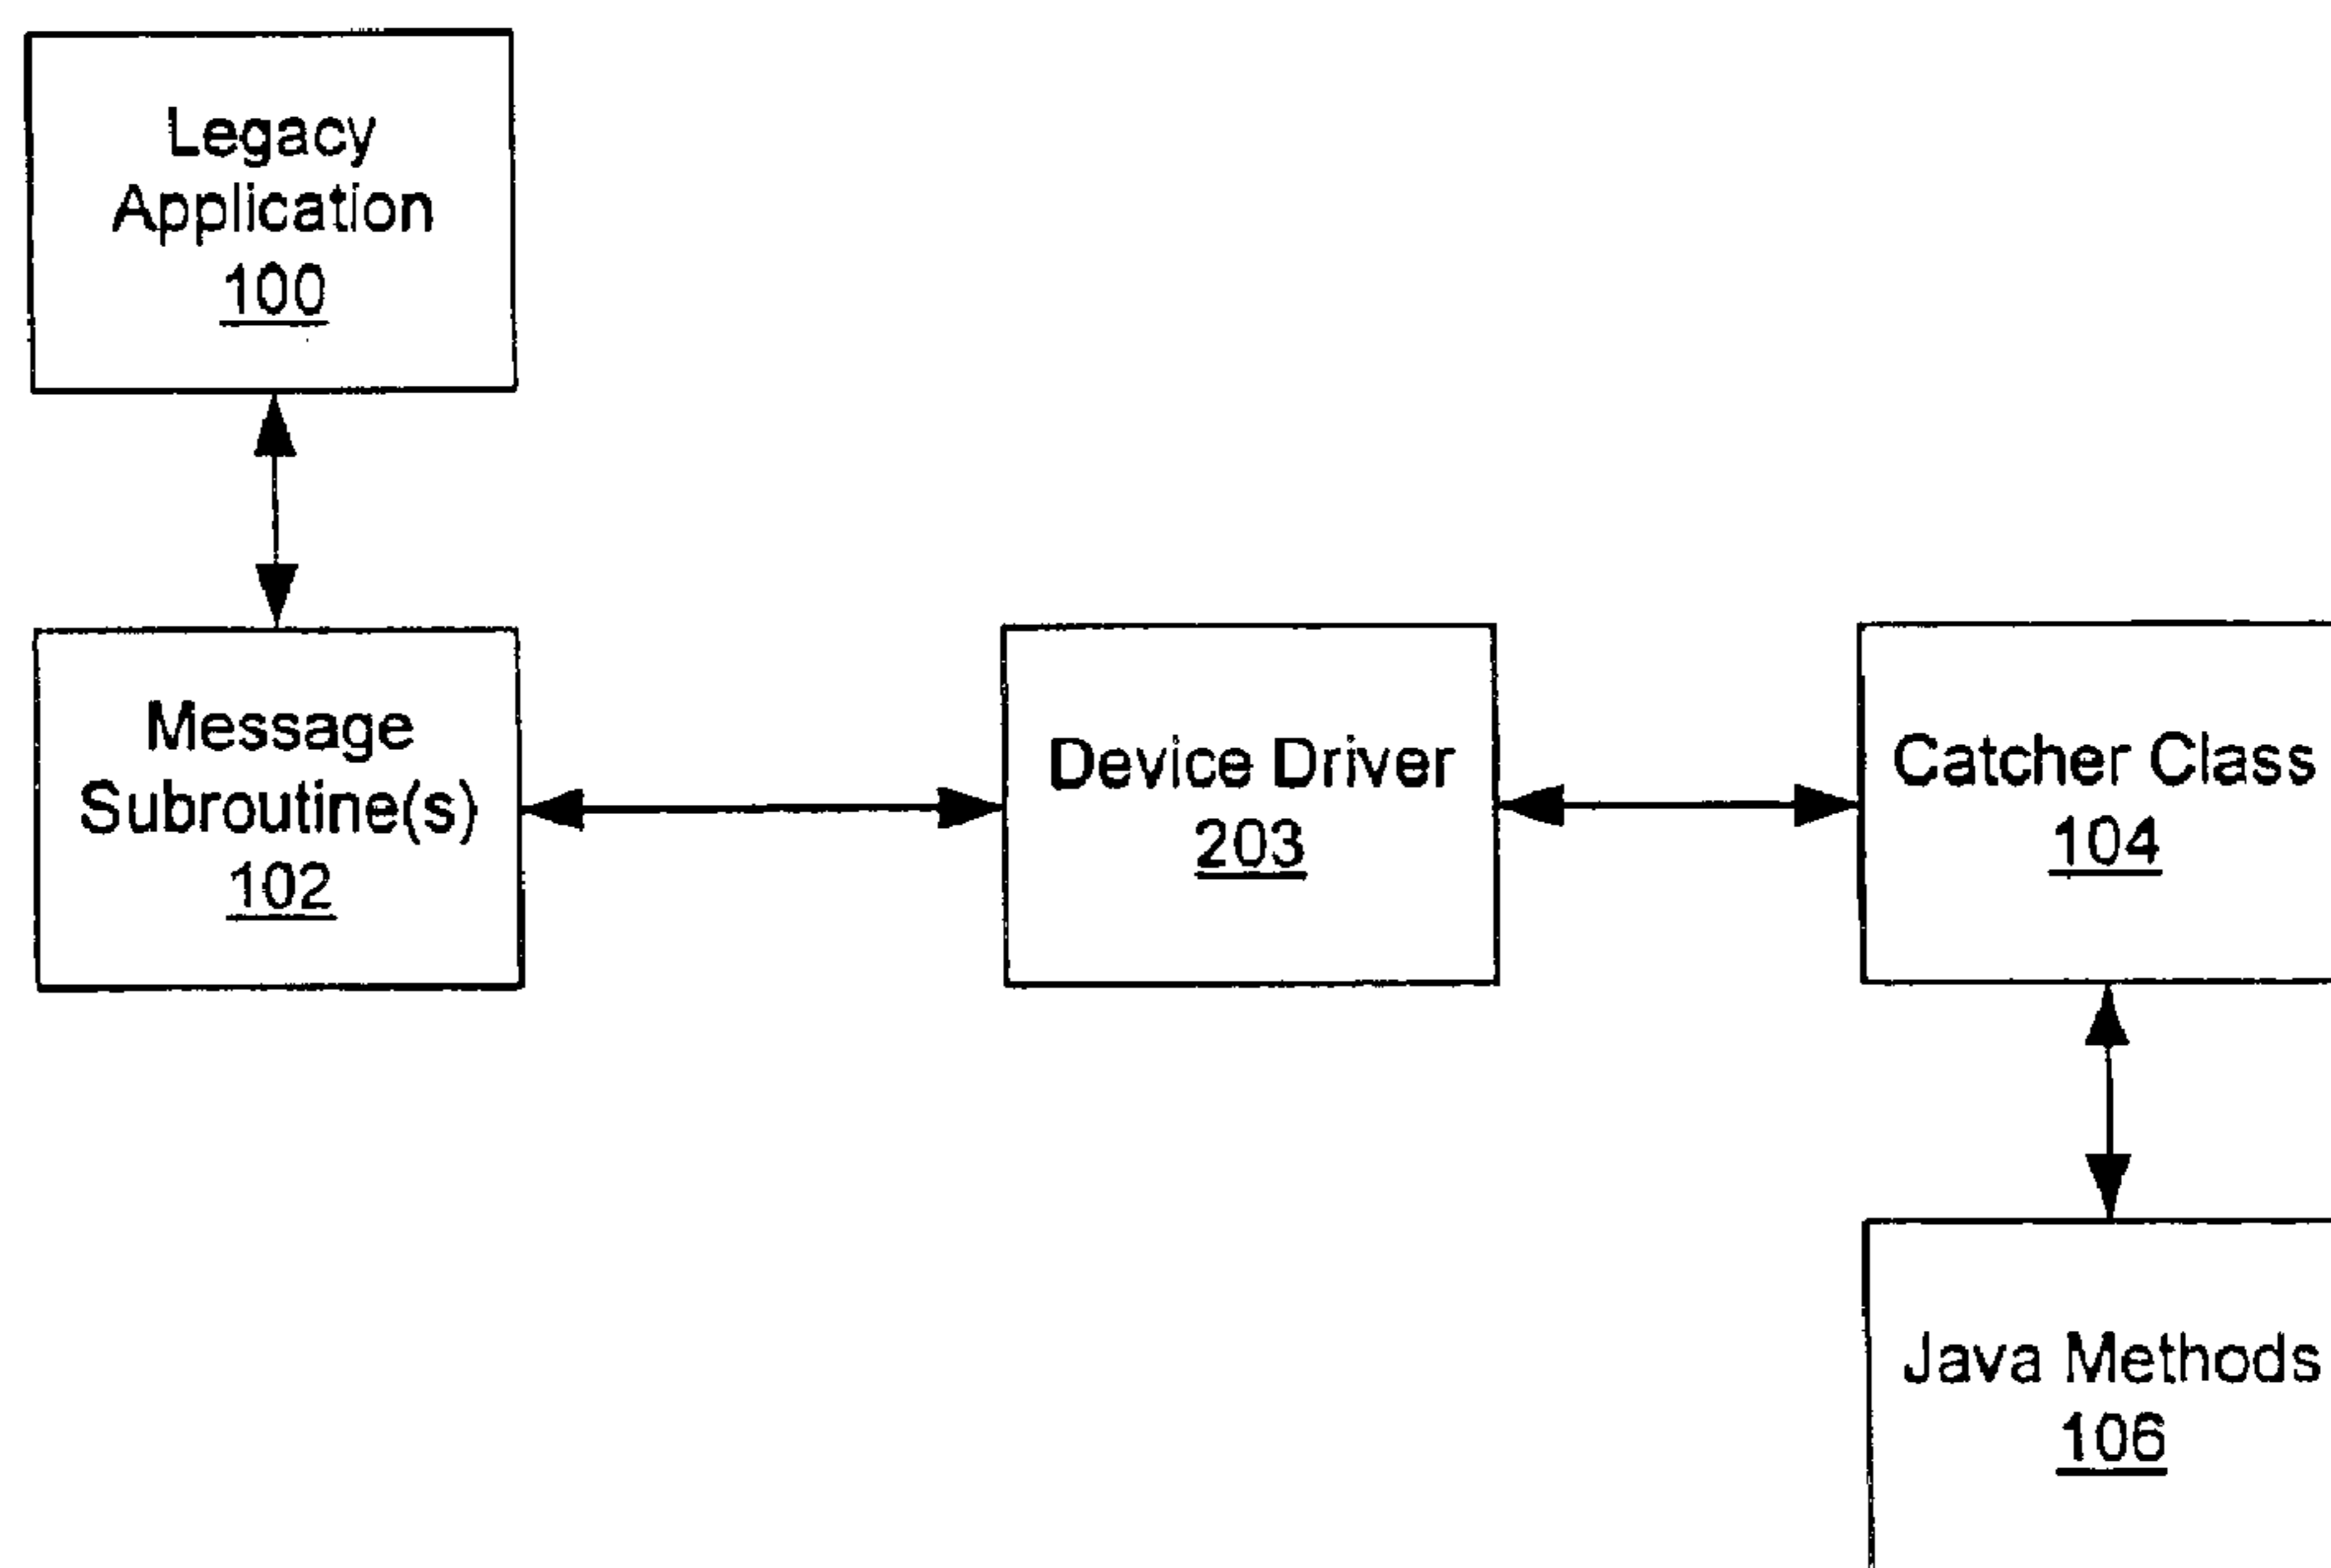 Legacy
Application
100
Message
Subroutine(s)
102
Device Driver
203
Catcher Class
104
Java Methods
106